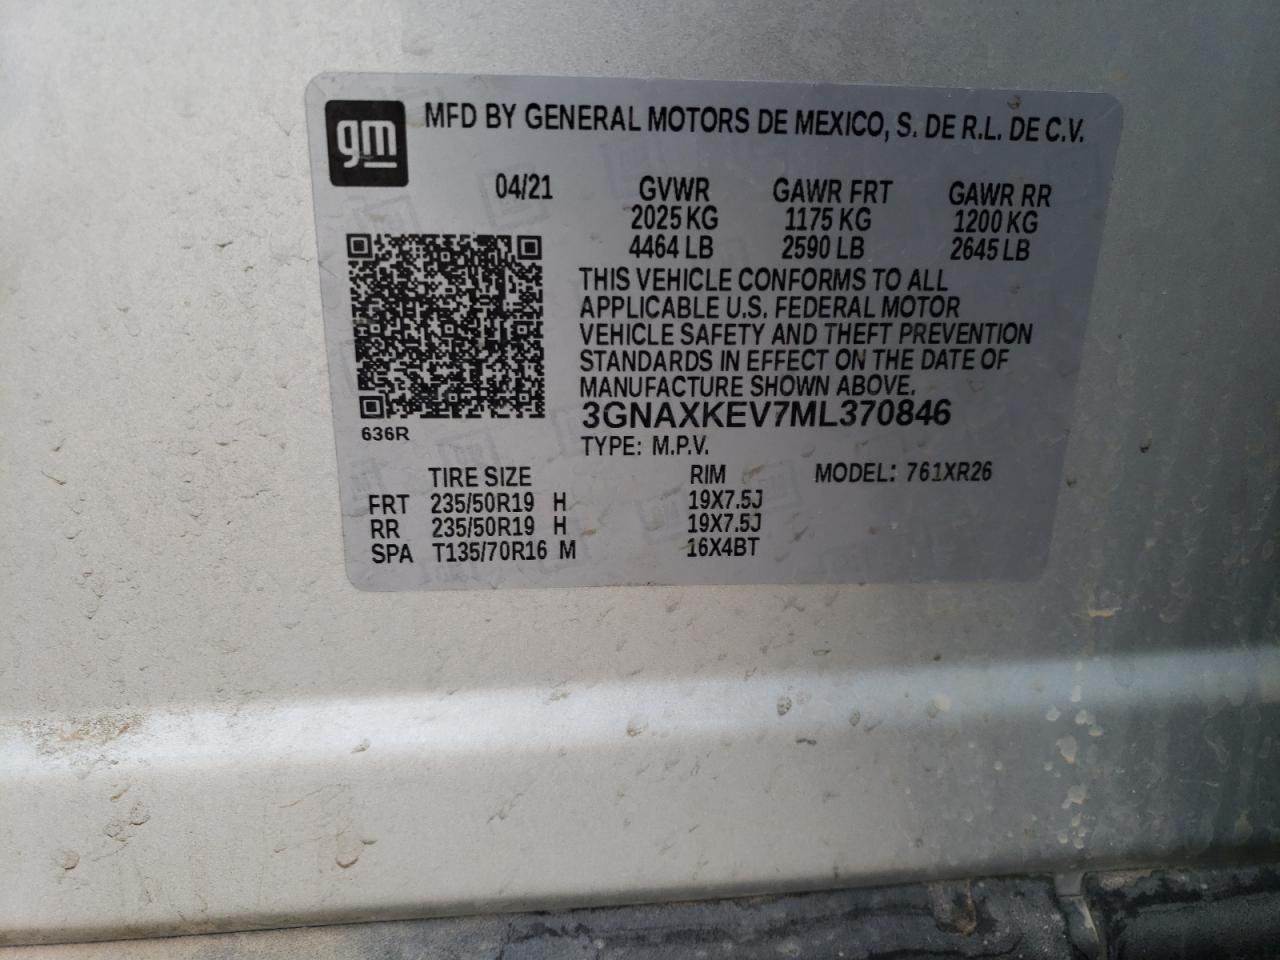 gm MFD BY GENERAL MOTORS DE MEXICO, S. DE R.L. DE C.V.
04/21 GVWR GAWR FRT GAWR RR
2025 KG 1175 KG 1200 KG
4464 LB 2590 LB 2645 LB
THIS VEHICLE CONFORMS TO ALL
APPLICABLE U.S. FEDERAL MOTOR
VEHICLE SAFETY AND THEFT PREVENTION
STANDARDS IN EFFECT ON THE DATE OF
MANUFACTURE SHOWN ABOVE.
3GNAXKEV7ML370846
636R
TYPE: M.P.V.
TIRE SIZE RIM MODEL: 761XR26
FRT 235/50R19 H 19X7.5J
RR 235/50R19 H 19X7.5J
SPA T135/70R16 M 16X4BT